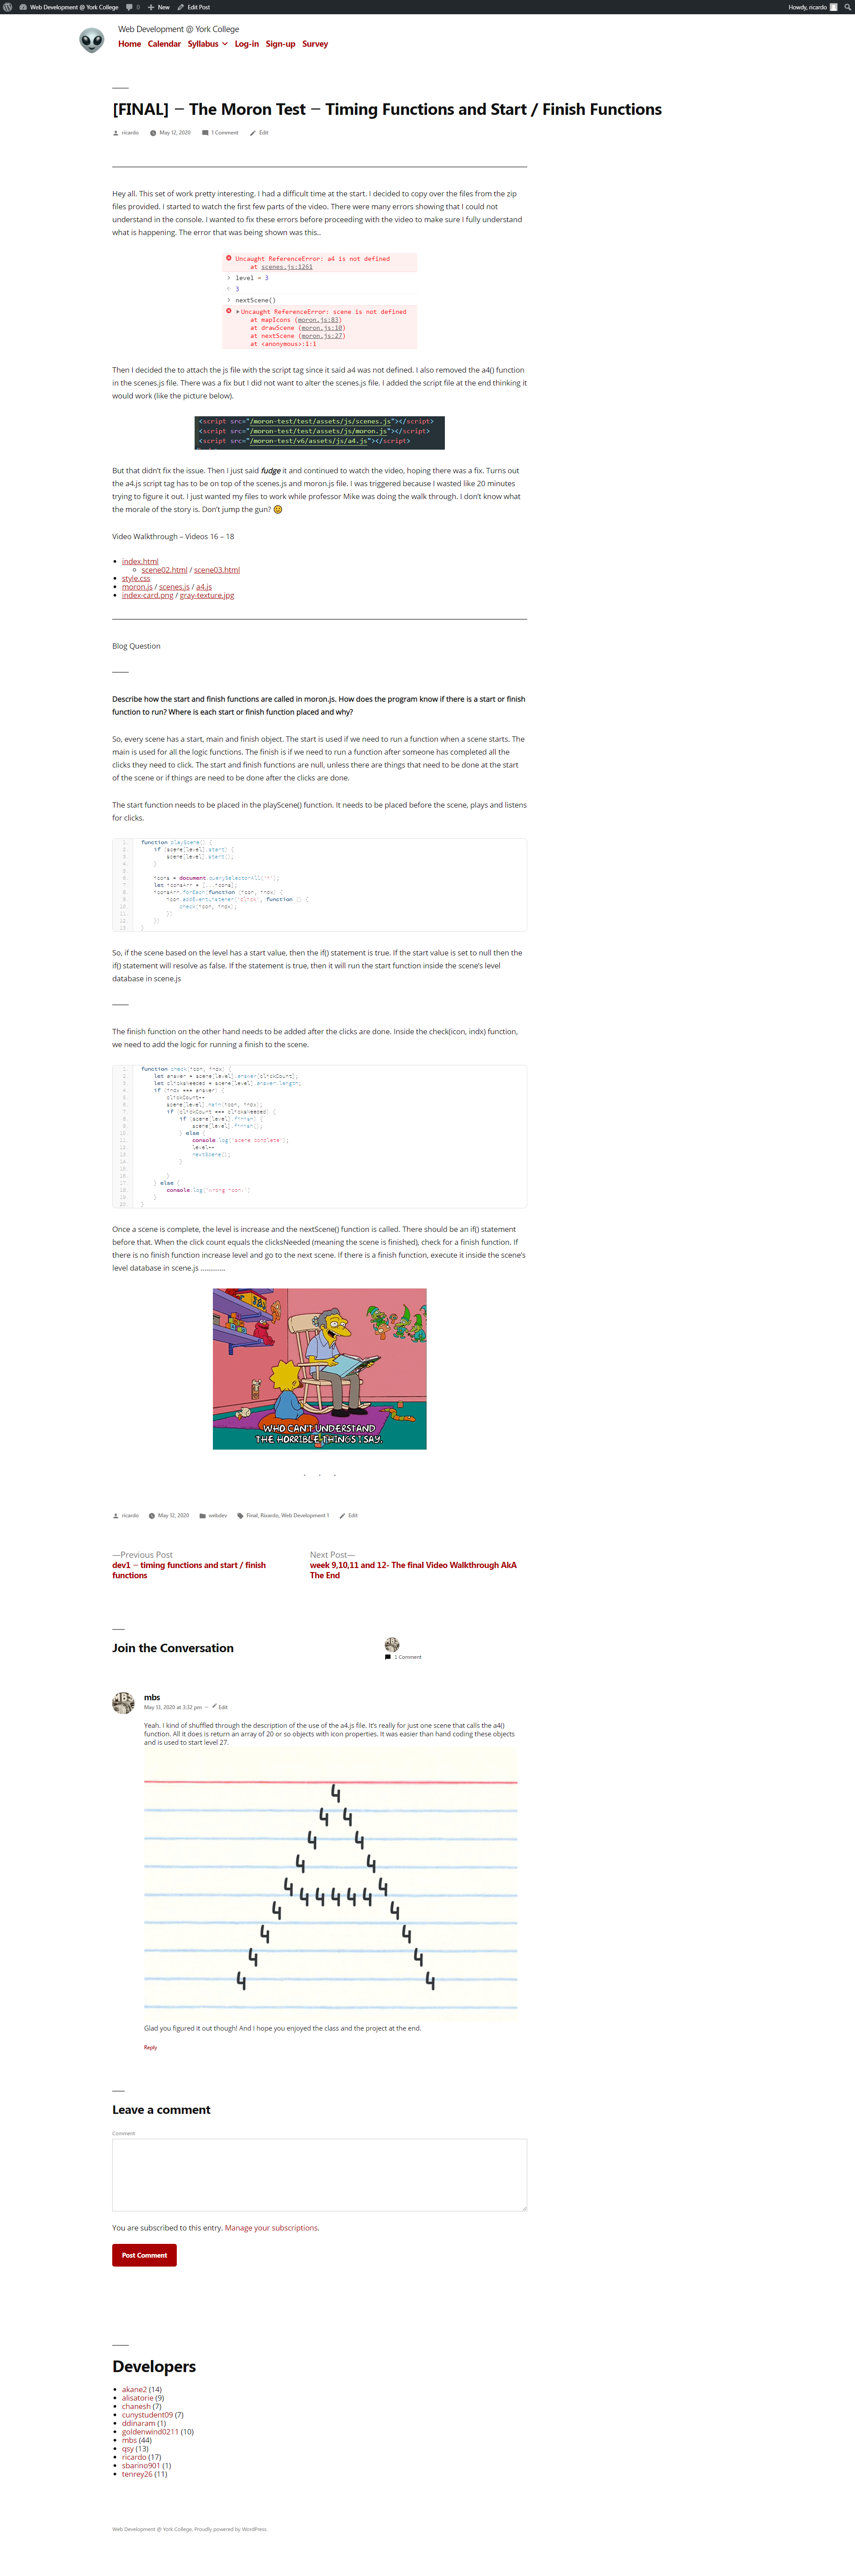 Web Development @ York College 0 New Edit Post Howdy, ricardo
Web Development @ York College
Home Calendar Syllabus Log-in Sign-up Survey
[FINAL] – The Moron Test – Timing Functions and Start / Finish Functions
ricardo May 12, 2020 1 Comment Edit
Hey all. This set of work pretty interesting. I had a difficult time at the start. I decided to copy over the files from the zip
files provided. I started to watch the first few parts of the video. There were many errors showing that I could not
understand in the console. I wanted to fix these errors before proceeding with the video to make sure I fully understand
what is happening. The error that was being shown was this..
Uncaught ReferenceError: a4 is not defined
at scenes.js:1261
> level = 3
3
> nextScene()
Uncaught ReferenceError: scene is not defined
at mapIcons (moron.js:83)
at drawScene (moron.js:10)
at nextScene (moron.js:27)
at <anonymous>:1:1
Then I decided the to attach the js file with the script tag since it said a4 was not defined. I also removed the a4() function
in the scenes.js file. There was a fix but I did not want to alter the scenes.js file. I added the script file at the end thinking it
would work (like the picture below).
<script src="/moron-test/test/assets/js/scenes.js"></script>
<script src="/moron-test/test/assets/js/moron.js"></script>
<script src="/moron-test/v6/assets/js/a4.js"></script>
But that didn't fix the issue. Then I just said fudge it and continued to watch the video, hoping there was a fix. Turns out
the a4.js script tag has to be on top of the scenes.js and moron.js file. I was triggered because I wasted like 20 minutes
trying to figure it out. I just wanted my files to work while professor Mike was doing the walk through. I don't know what
the morale of the story is. Don't jump the gun?
Video Walkthrough – Videos 16 – 18
index.html
scene02.html / scene03.html
style.css
moron.js / scenes.js / a4.js
index-card.png / gray-texture.jpg
Blog Question
Describe how the start and finish functions are called in moron.js. How does the program know if there is a start or finish
function to run? Where is each start or finish function placed and why?
So, every scene has a start, main and finish object. The start is used if we need to run a function when a scene starts. The
main is used for all the logic functions. The finish is if we need to run a function after someone has completed all the
clicks they need to click. The start and finish functions are null, unless there are things that need to be done at the start
of the scene or if things are need to be done after the clicks are done.
The start function needs to be placed in the playScene() function. It needs to be placed before the scene, plays and listens
for clicks.
1. function playScene() {
2. if (scene[level].start) {
3. scene[level].start();
4. }
5.
6. icons = document.querySelectorAll('*');
7. let iconsArr = [...icons];
8. iconsArr.forEach(function (icon, indx) {
9. icon.addEventListener('click', function () {
10. check(icon, indx);
11. })
12. })
13. }
So, if the scene based on the level has a start value, then the if() statement is true. If the start value is set to null then the
if() statement will resolve as false. If the statement is true, then it will run the start function inside the scene's level
database in scene.js
The finish function on the other hand needs to be added after the clicks are done. Inside the check(icon, indx) function,
we need to add the logic for running a finish to the scene.
1. function check(icon, indx) {
2. let answer = scene[level].answer[clickCount];
3. let clicksNeeded = scene[level].answer.length;
4. if (indx === answer) {
5. clickCount++
6. scene[level].main(icon, indx);
7. if (clickCount === clicksNeeded) {
8. if (scene[level].finish) {
9. scene[level].finish();
10. } else {
11. console.log('scene complete');
12. level++
13. nextScene();
14. }
15.
16. }
17. } else {
18. console.log('wrong icon!')
19. }
20. }
Once a scene is complete, the level is increase and the nextScene() function is called. There should be an if() statement
before that. When the click count equals the clicksNeeded (meaning the scene is finished), check for a finish function. If
there is no finish function increase level and go to the next scene. If there is a finish function, execute it inside the scene's
level database in scene.js ............
WHO CAN'T UNDERSTAND
THE HORRIBLE THINGS I SAY.
. . .
ricardo May 12, 2020 webdev Final, Ricardo, Web Development 1 Edit
—Previous Post
dev1 – timing functions and start / finish
functions
Next Post—
week 9,10,11 and 12- The final Video Walkthrough AkA
The End
Join the Conversation
1 Comment
mbs
May 13, 2020 at 3:32 pm – Edit
Yeah. I kind of shuffled through the description of the use of the a4.js file. It's really for just one scene that calls the a4()
function. All it does is return an array of 20 or so objects with icon properties. It was easier than hand coding these objects
and is used to start level 27.
4
4 4
4 4
4 4
4 4 4 4 4 4 4
4 4
4 4
4 4
4 4
Glad you figured it out though! And I hope you enjoyed the class and the project at the end.
Reply
Leave a comment
Comment
You are subscribed to this entry. Manage your subscriptions.
Post Comment
Developers
akane2 (14)
alisatorie (9)
chanesh (7)
cunystudent09 (7)
ddinaram (1)
goldenwind0211 (10)
mbs (44)
qsy (13)
ricardo (17)
sbarino901 (1)
tenrey26 (11)
Web Development @ York College, Proudly powered by WordPress.